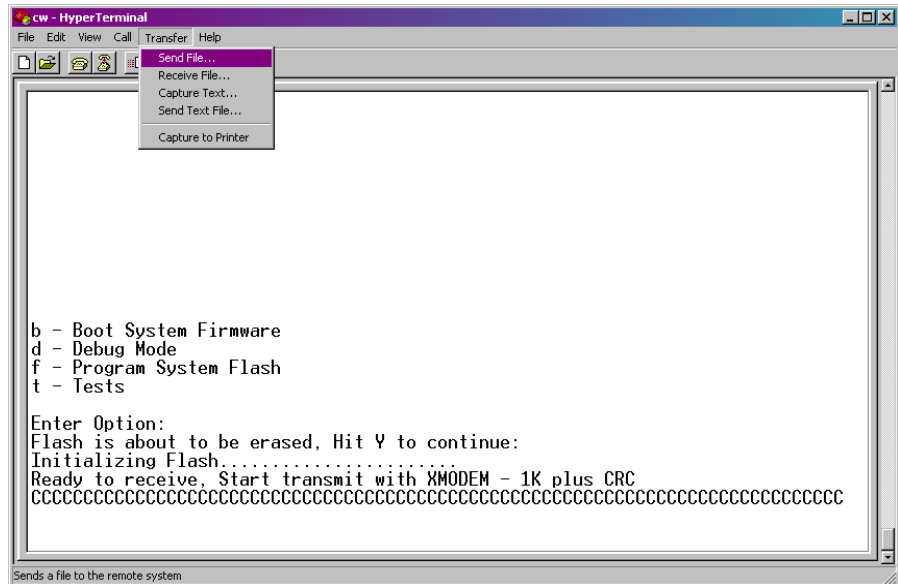 cw - HyperTerminal
File Edit View Call Transfer Help
Send File...
Receive File...
Capture Text...
Send Text File...
Capture to Printer
b - Boot System Firmware
d - Debug Mode
f - Program System Flash
t - Tests
Enter Option:
Flash is about to be erased, Hit Y to continue:
Initializing Flash.......................
Ready to receive, Start transmit with XMODEM - 1K plus CRC
CCCCCCCCCCCCCCCCCCCCCCCCCCCCCCCCCCCCCCCCCCCCCCCCCCCCCCCCCCCCCCCCCCCCCCCCCCCCCC
Sends a file to the remote system